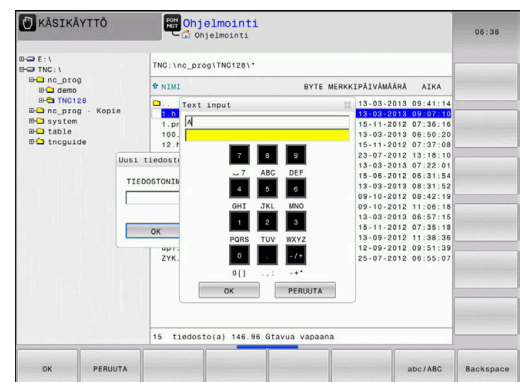 KÄSIKÄYTTÖ
PGM
MGT
Ohjelmointi
Ohjelmointi
06:38
E:\
TNC:\
nc_prog
demo
TNC128
nc_prog - Kopie
system
table
tncguide
TNC:\nc_prog\TNC128\*
NIMI BYTE MERKKIPÄIVÄMÄÄRÄ AIKA
.. 13-03-2013 09:41:14
1.h 13-03-2013 09:07:10
1.pr 15-11-2012 07:36:16
100. 13-03-2013 06:50:20
12.h 15-11-2012 07:37:08
23-07-2012 13:18:10
13-03-2013 07:22:01
15-06-2012 06:31:54
13-03-2013 08:31:52
09-10-2012 08:42:19
09-10-2012 11:06:18
13-03-2013 06:57:15
15-11-2012 07:35:18
13-09-2012 11:38:36
12-09-2012 09:51:39
ZYK. 25-07-2012 06:55:07
Uusi tiedosto
TIEDOSTONIM
OK
Text input
A
7 8 9
7 ABC DEF
4 5 6
GHI JKL MNO
1 2 3
PQRS TUV WXYZ
0 . -/+
0[] ..: -+*
OK PERUUTA
15 tiedosto(a) 146.96 Gtavua vapaana
OK PERUUTA abc/ABC Backspace